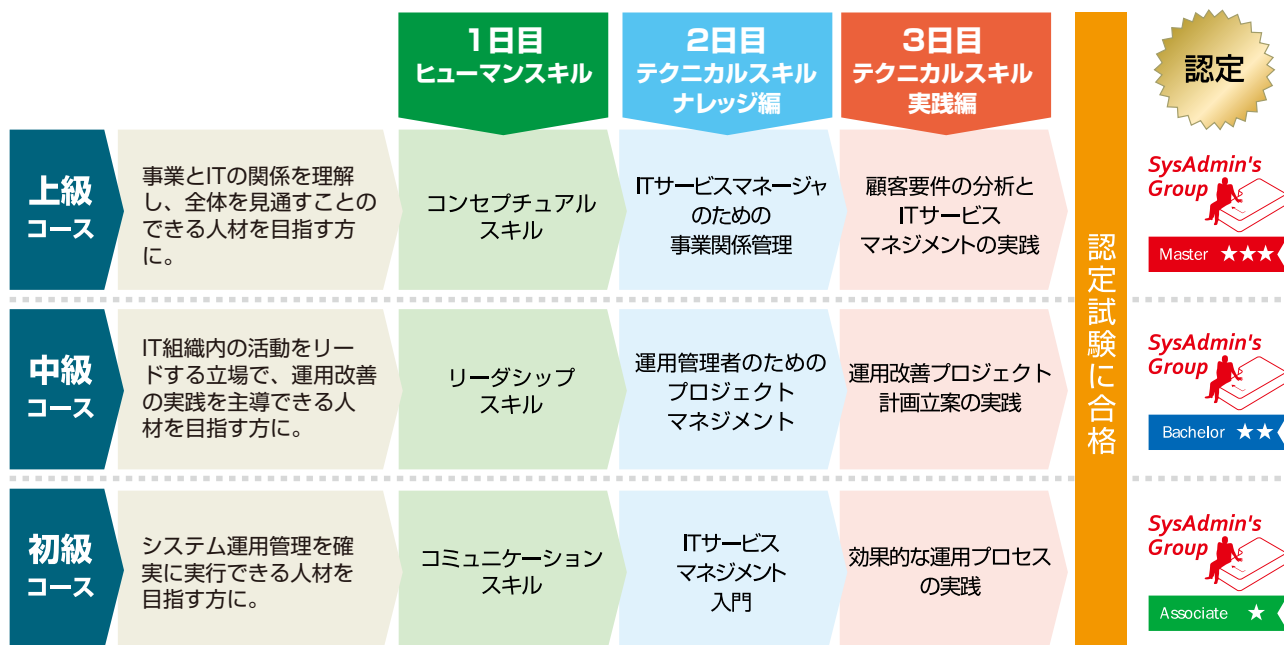 1日目
ヒューマンスキル
2日目
テクニカルスキル
ナレッジ編
3日目
テクニカルスキル
実践編
認定
上級
コース
事業とITの関係を理解
し、全体を見通すことの
できる人材を目指す方
に。
コンセプチュアル
スキル
ITサービスマネージャ
のための
事業関係管理
顧客要件の分析と
ITサービス
マネジメントの実践
SysAdmin's
Group
Master ★★★
中級
コース
IT組織内の活動をリー
ドする立場で、運用改善
の実践を主導できる人
材を目指す方に。
リーダシップ
スキル
運用管理者のための
プロジェクト
マネジメント
運用改善プロジェクト
計画立案の実践
認定試験に合格
SysAdmin's
Group
Bachelor ★★
初級
コース
システム運用管理を確
実に実行できる人材を
目指す方に。
コミュニケーション
スキル
ITサービス
マネジメント
入門
効果的な運用プロセス
の実践
SysAdmin's
Group
Associate ★